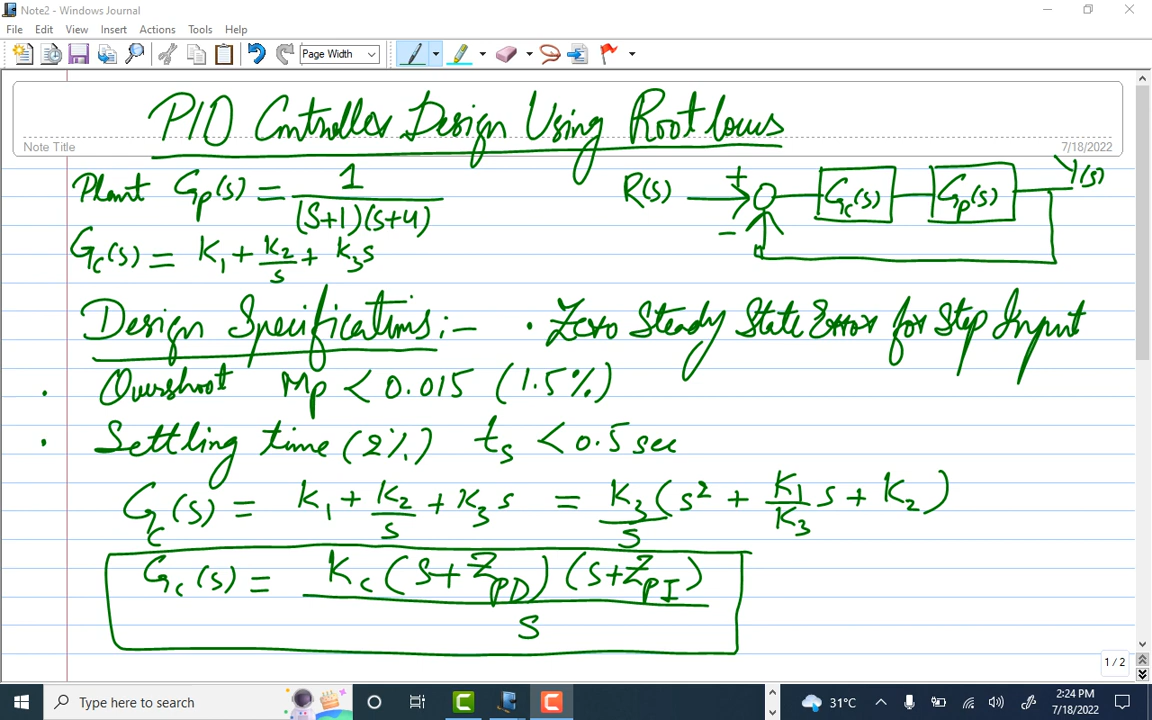 Note2 - Windows Journal
File Edit View Insert Actions Tools Help
Page Width
PID Controller Design Using Root locus
Note Title
7/18/2022
Plant Gp(s) = 1 / (S+1)(s+4)
R(s) + − Gc(s) Gp(s) Y(s)
Gc(s) = K1 + K2/s + K3s
Design Specifications :− · Zero Steady State Error for Step Input
· Overshoot Mp < 0.015 (1.5%)
· Settling time (2%) ts < 0.5 sec
Gc(s) = K1 + K2/s + K3s = K3/s (s² + K1/K3 s + K2)
Gc(s) = Kc (s + ZPD) (s + ZPI) / s
1 / 2
Type here to search
31°C
2:24 PM
7/18/2022